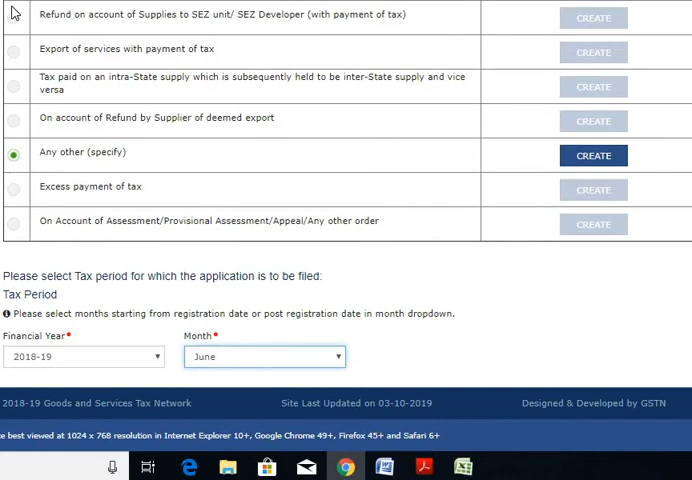 Refund on account of Supplies to SEZ unit/ SEZ Developer (with payment of tax)
CREATE
Export of services with payment of tax
CREATE
Tax paid on an intra-State supply which is subsequently held to be inter-State supply and vice
versa
CREATE
On account of Refund by Supplier of deemed export
CREATE
Any other (specify)
CREATE
Excess payment of tax
CREATE
On Account of Assessment/Provisional Assessment/Appeal/Any other order
CREATE
Please select Tax period for which the application is to be filed:
Tax Period
Please select months starting from registration date or post registration date in month dropdown.
Financial Year•
Month•
2018-19
June
2018-19 Goods and Services Tax Network
Site Last Updated on 03-10-2019
Designed & Developed by GSTN
te best viewed at 1024 x 768 resolution in Internet Explorer 10+, Google Chrome 49+, Firefox 45+ and Safari 6+